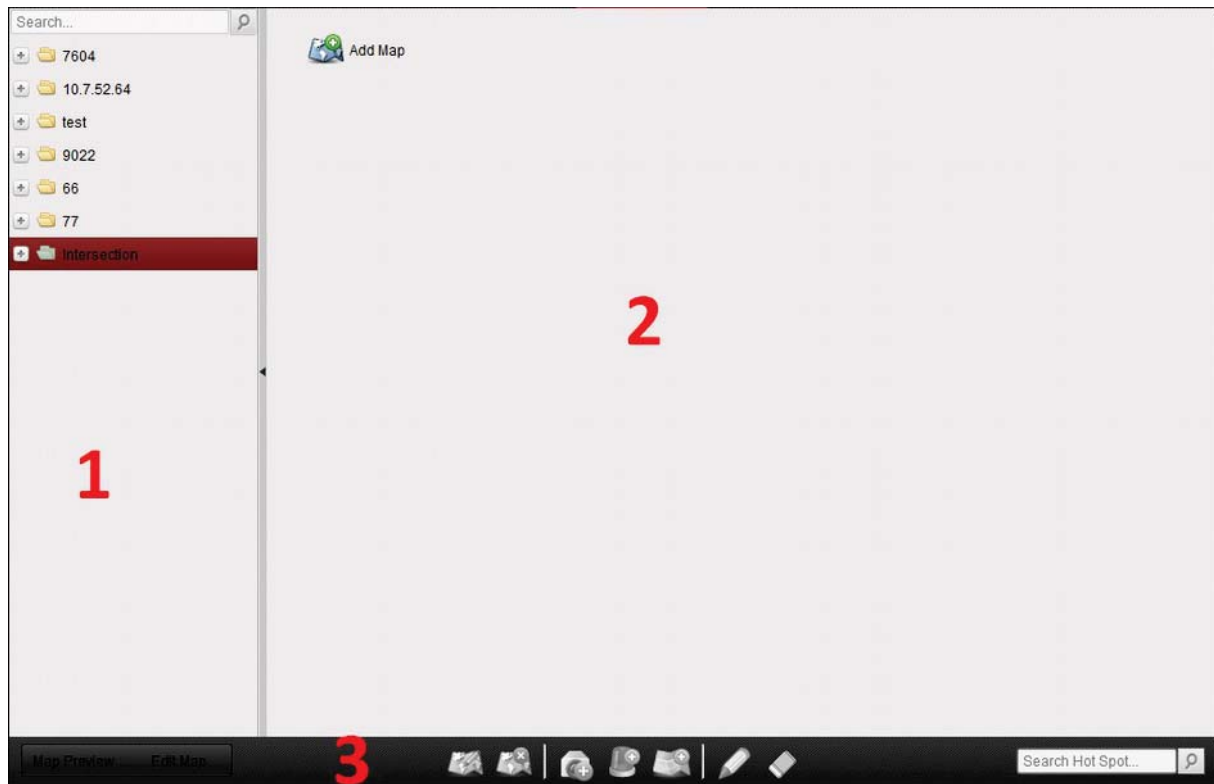 Search...
Add Map
7604
10.7.52.64
test
9022
66
77
Intersection
2
1
3
Map Preview Edit Map
Search Hot Spot...